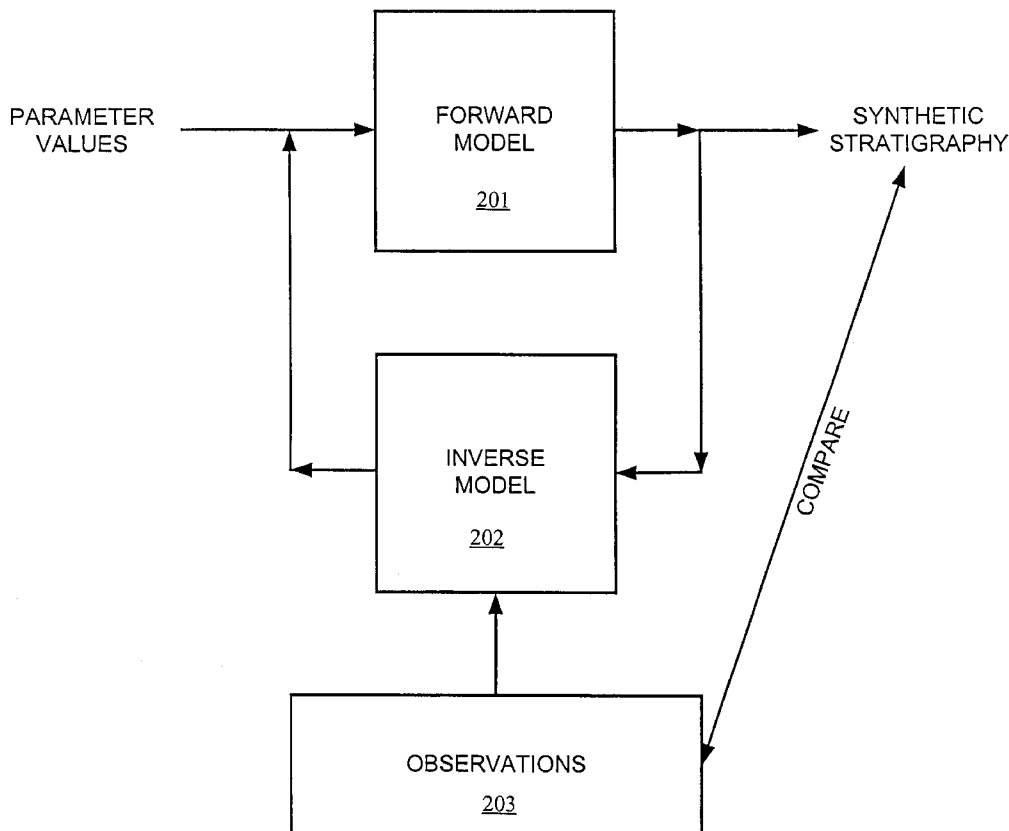 PARAMETER
VALUES
FORWARD
MODEL
201
SYNTHETIC
STRATIGRAPHY
INVERSE
MODEL
202
COMPARE
OBSERVATIONS
203